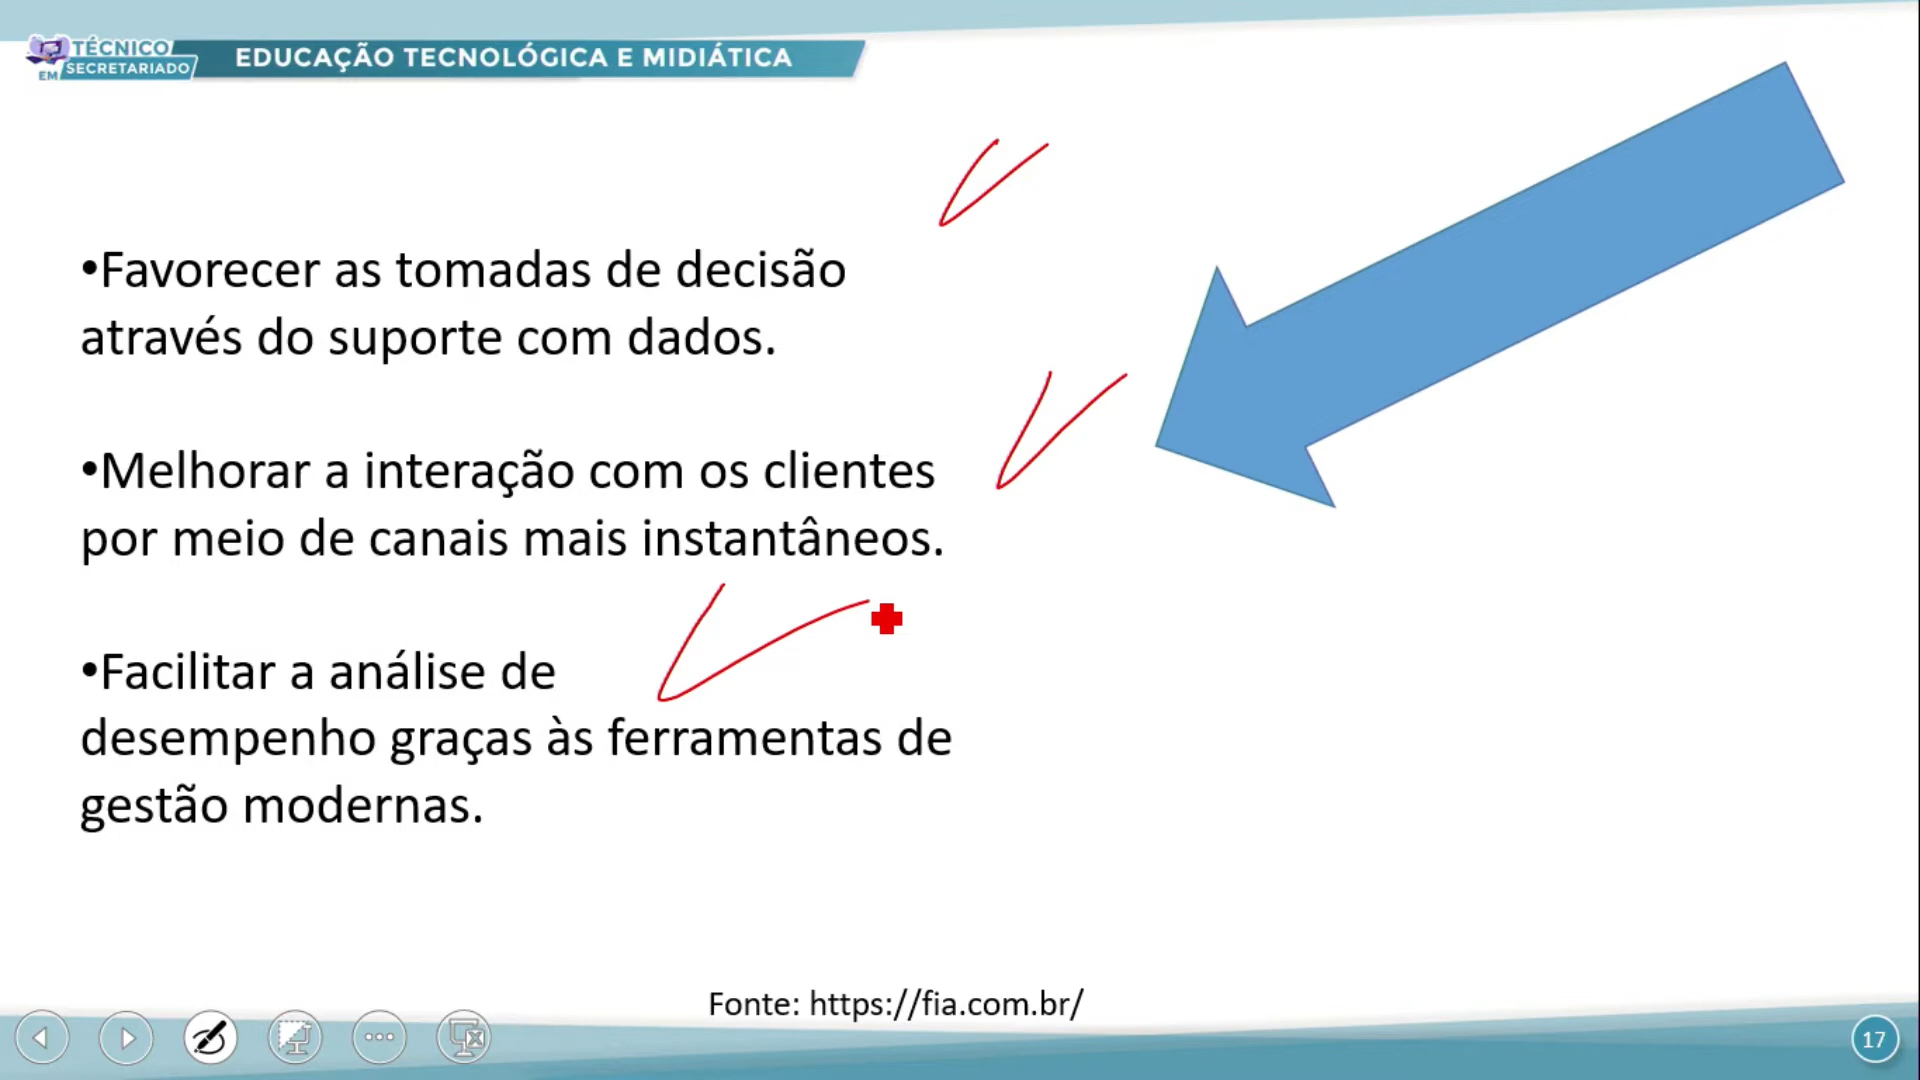 TÉCNICO
EM SECRETARIADO
EDUCAÇÃO TECNOLÓGICA E MIDIÁTICA
•Favorecer as tomadas de decisão
através do suporte com dados.
•Melhorar a interação com os clientes
por meio de canais mais instantâneos.
•Facilitar a análise de
desempenho graças às ferramentas de
gestão modernas.
Fonte: https://fia.com.br/
17